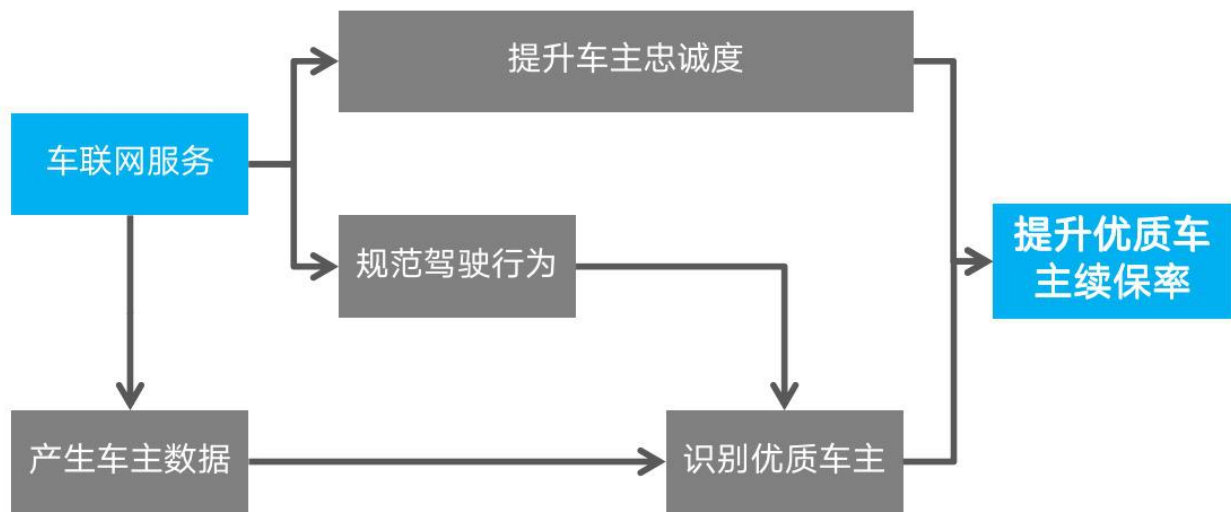 提升车主忠诚度
车联网服务
规范驾驶行为
提升优质车
主续保率
产生车主数据
识别优质车主